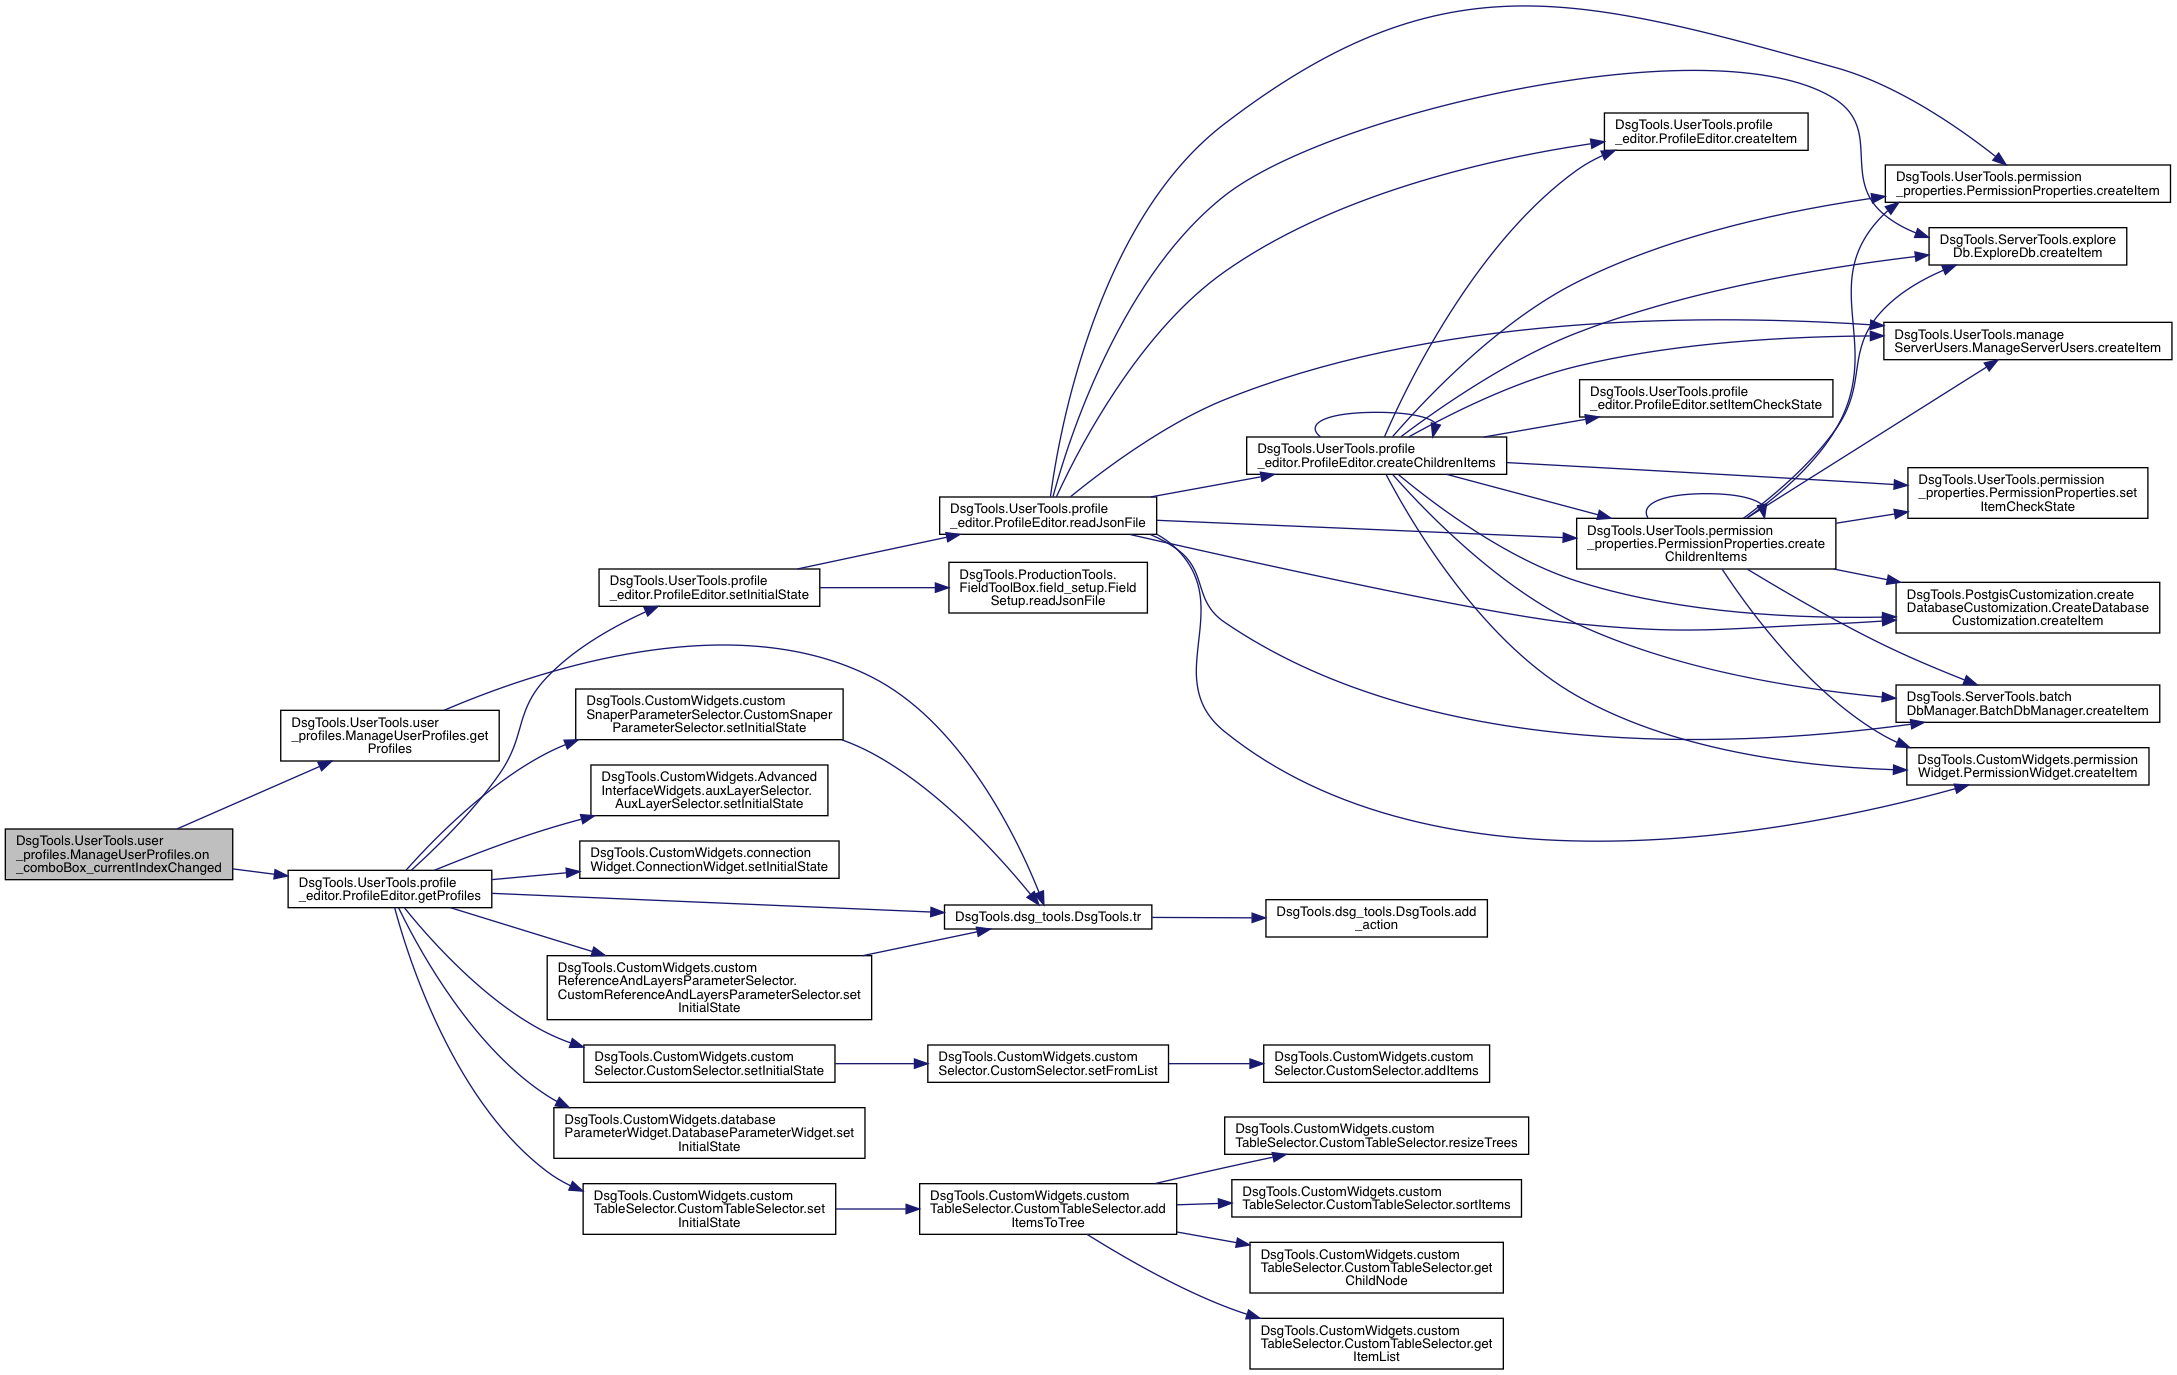 DsgTools.UserTools.user
_profiles.ManageUserProfiles.on
_comboBox_currentIndexChanged
DsgTools.UserTools.user
_profiles.ManageUserProfiles.get
Profiles
DsgTools.UserTools.profile
_editor.ProfileEditor.getProfiles
DsgTools.UserTools.profile
_editor.ProfileEditor.setInitialState
DsgTools.CustomWidgets.custom
SnaperParameterSelector.CustomSnaper
ParameterSelector.setInitialState
DsgTools.CustomWidgets.Advanced
InterfaceWidgets.auxLayerSelector.
AuxLayerSelector.setInitialState
DsgTools.CustomWidgets.connection
Widget.ConnectionWidget.setInitialState
DsgTools.CustomWidgets.custom
ReferenceAndLayersParameterSelector.
CustomReferenceAndLayersParameterSelector.set
InitialState
DsgTools.CustomWidgets.custom
Selector.CustomSelector.setInitialState
DsgTools.CustomWidgets.database
ParameterWidget.DatabaseParameterWidget.set
InitialState
DsgTools.CustomWidgets.custom
TableSelector.CustomTableSelector.set
InitialState
DsgTools.UserTools.profile
_editor.ProfileEditor.readJsonFile
DsgTools.ProductionTools.
FieldToolBox.field_setup.Field
Setup.readJsonFile
DsgTools.dsg_tools.DsgTools.tr
DsgTools.CustomWidgets.custom
Selector.CustomSelector.setFromList
DsgTools.CustomWidgets.custom
TableSelector.CustomTableSelector.add
ItemsToTree
DsgTools.UserTools.profile
_editor.ProfileEditor.createChildrenItems
DsgTools.dsg_tools.DsgTools.add
_action
DsgTools.CustomWidgets.custom
Selector.CustomSelector.addItems
DsgTools.CustomWidgets.custom
TableSelector.CustomTableSelector.resizeTrees
DsgTools.CustomWidgets.custom
TableSelector.CustomTableSelector.sortItems
DsgTools.CustomWidgets.custom
TableSelector.CustomTableSelector.get
ChildNode
DsgTools.CustomWidgets.custom
TableSelector.CustomTableSelector.get
ItemList
DsgTools.UserTools.profile
_editor.ProfileEditor.createItem
DsgTools.UserTools.profile
_editor.ProfileEditor.setItemCheckState
DsgTools.UserTools.permission
_properties.PermissionProperties.create
ChildrenItems
DsgTools.UserTools.permission
_properties.PermissionProperties.createItem
DsgTools.ServerTools.explore
Db.ExploreDb.createItem
DsgTools.UserTools.manage
ServerUsers.ManageServerUsers.createItem
DsgTools.UserTools.permission
_properties.PermissionProperties.set
ItemCheckState
DsgTools.PostgisCustomization.create
DatabaseCustomization.CreateDatabase
Customization.createItem
DsgTools.ServerTools.batch
DbManager.BatchDbManager.createItem
DsgTools.CustomWidgets.permission
Widget.PermissionWidget.createItem